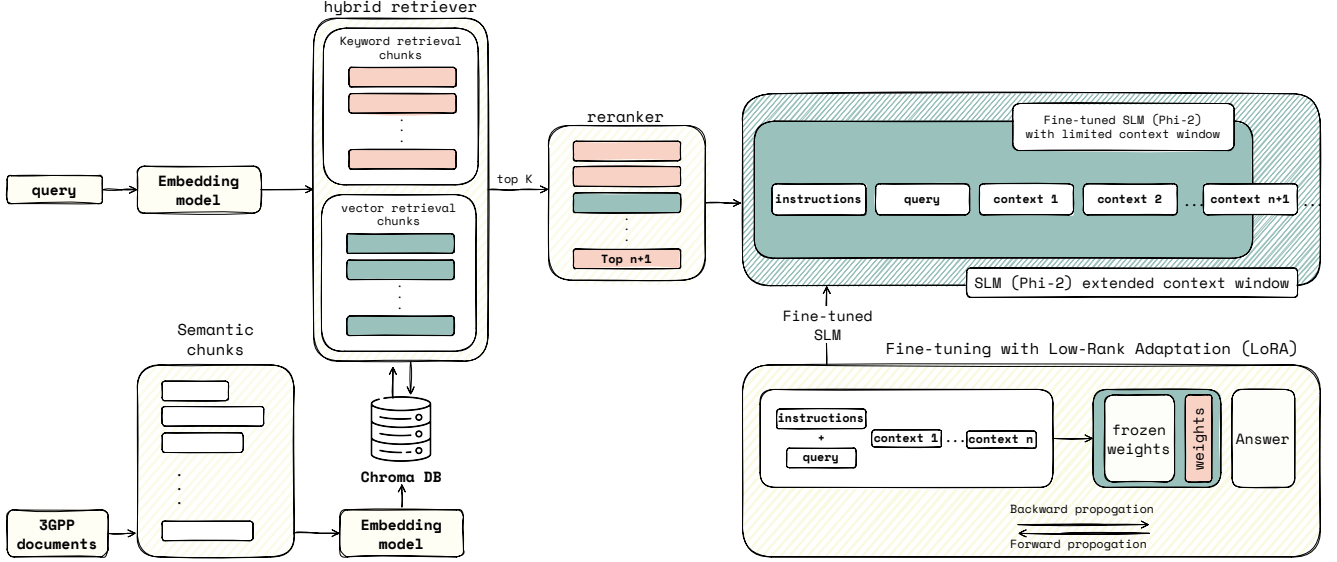 hybrid retriever
Keyword retrieval
chunks
query
Embedding
model
top K
vector retrieval
chunks
reranker
Top n+1
Fine-tuned SLM (Phi-2)
with limited context window
instructions
query
context 1
context 2
...
context n+1
...
SLM (Phi-2) extended context window
Fine-tuned
SLM
Semantic
chunks
3GPP
documents
Chroma DB
Embedding
model
Fine-tuning with Low-Rank Adaptation (LoRA)
instructions
+
query
context 1
...
context n
frozen
weights
weights
Answer
Backward propogation
Forward propogation